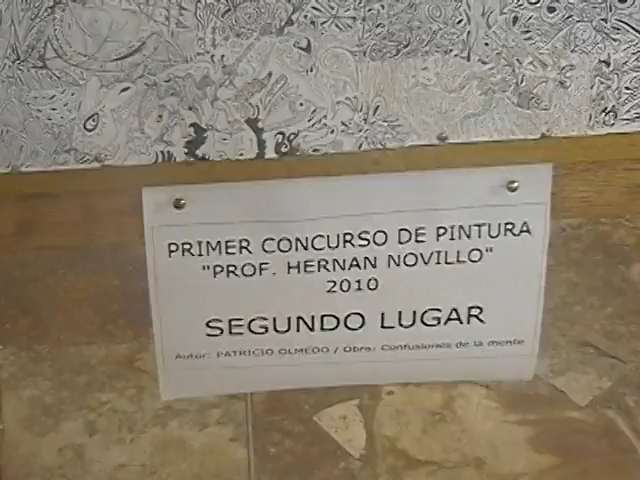 PRIMER CONCURSO DE PINTURA
"PROF. HERNAN NOVILLO"
2010
SEGUNDO LUGAR
Autor: PATRICIO OLMEDO / Obra: Confusiones de la mente